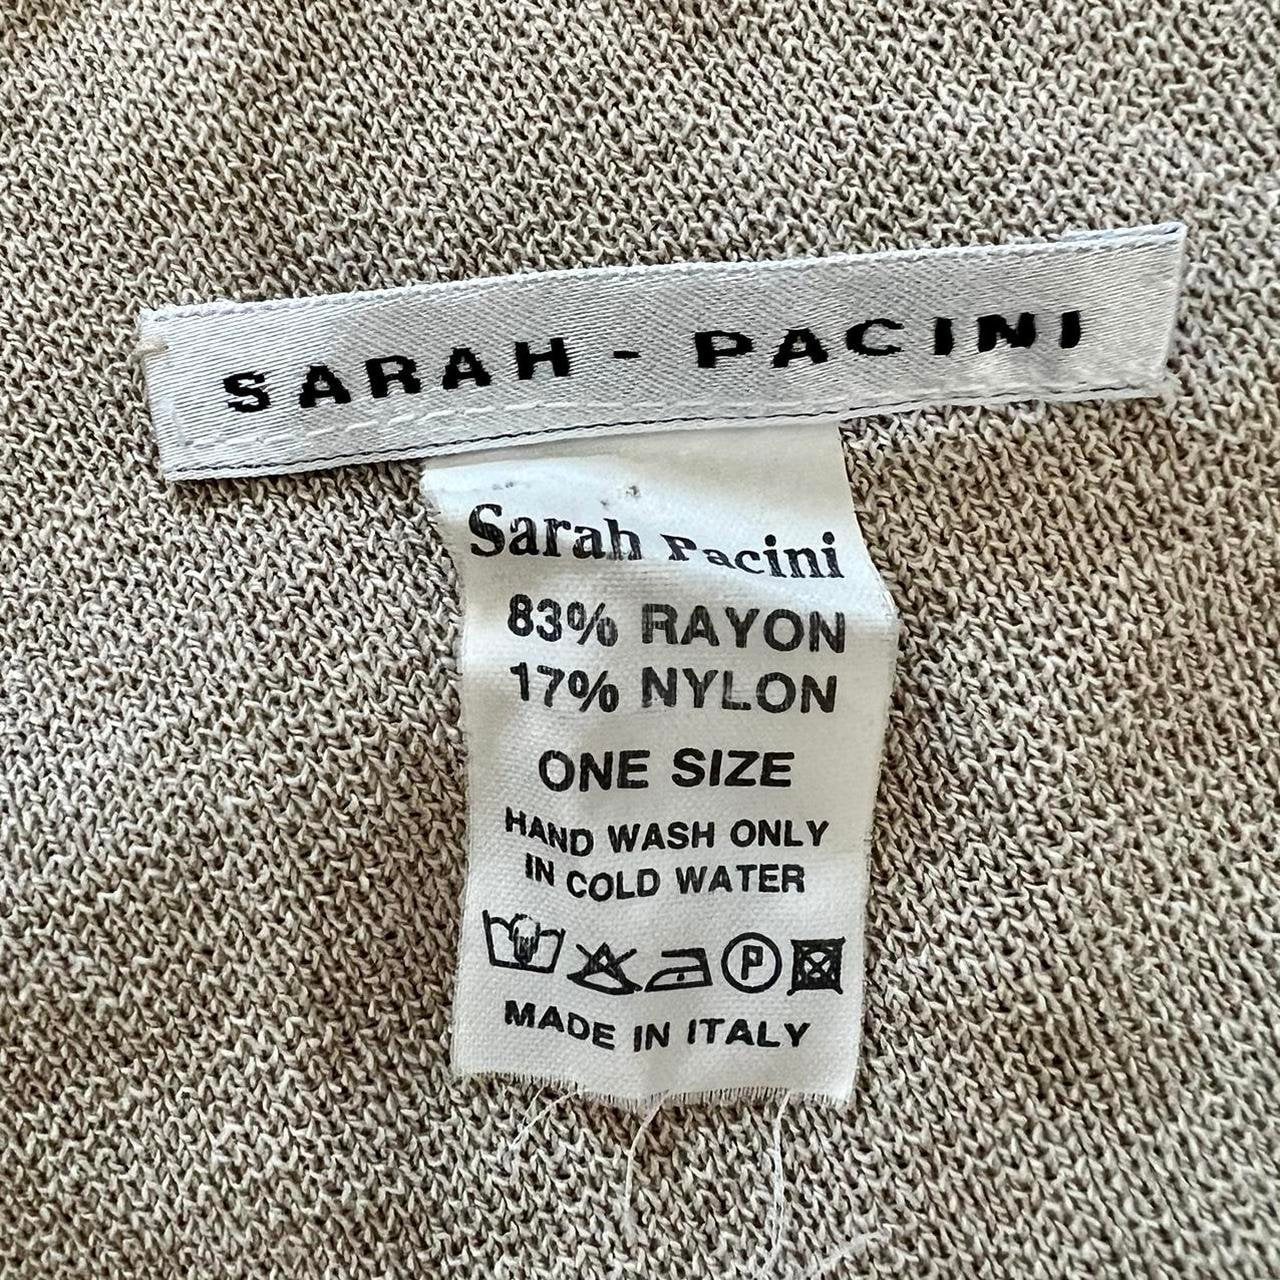 SARAH - PACINI
Sarah Pacini
83% RAYON
17% NYLON
ONE SIZE
HAND WASH ONLY
IN COLD WATER
P
MADE IN ITALY